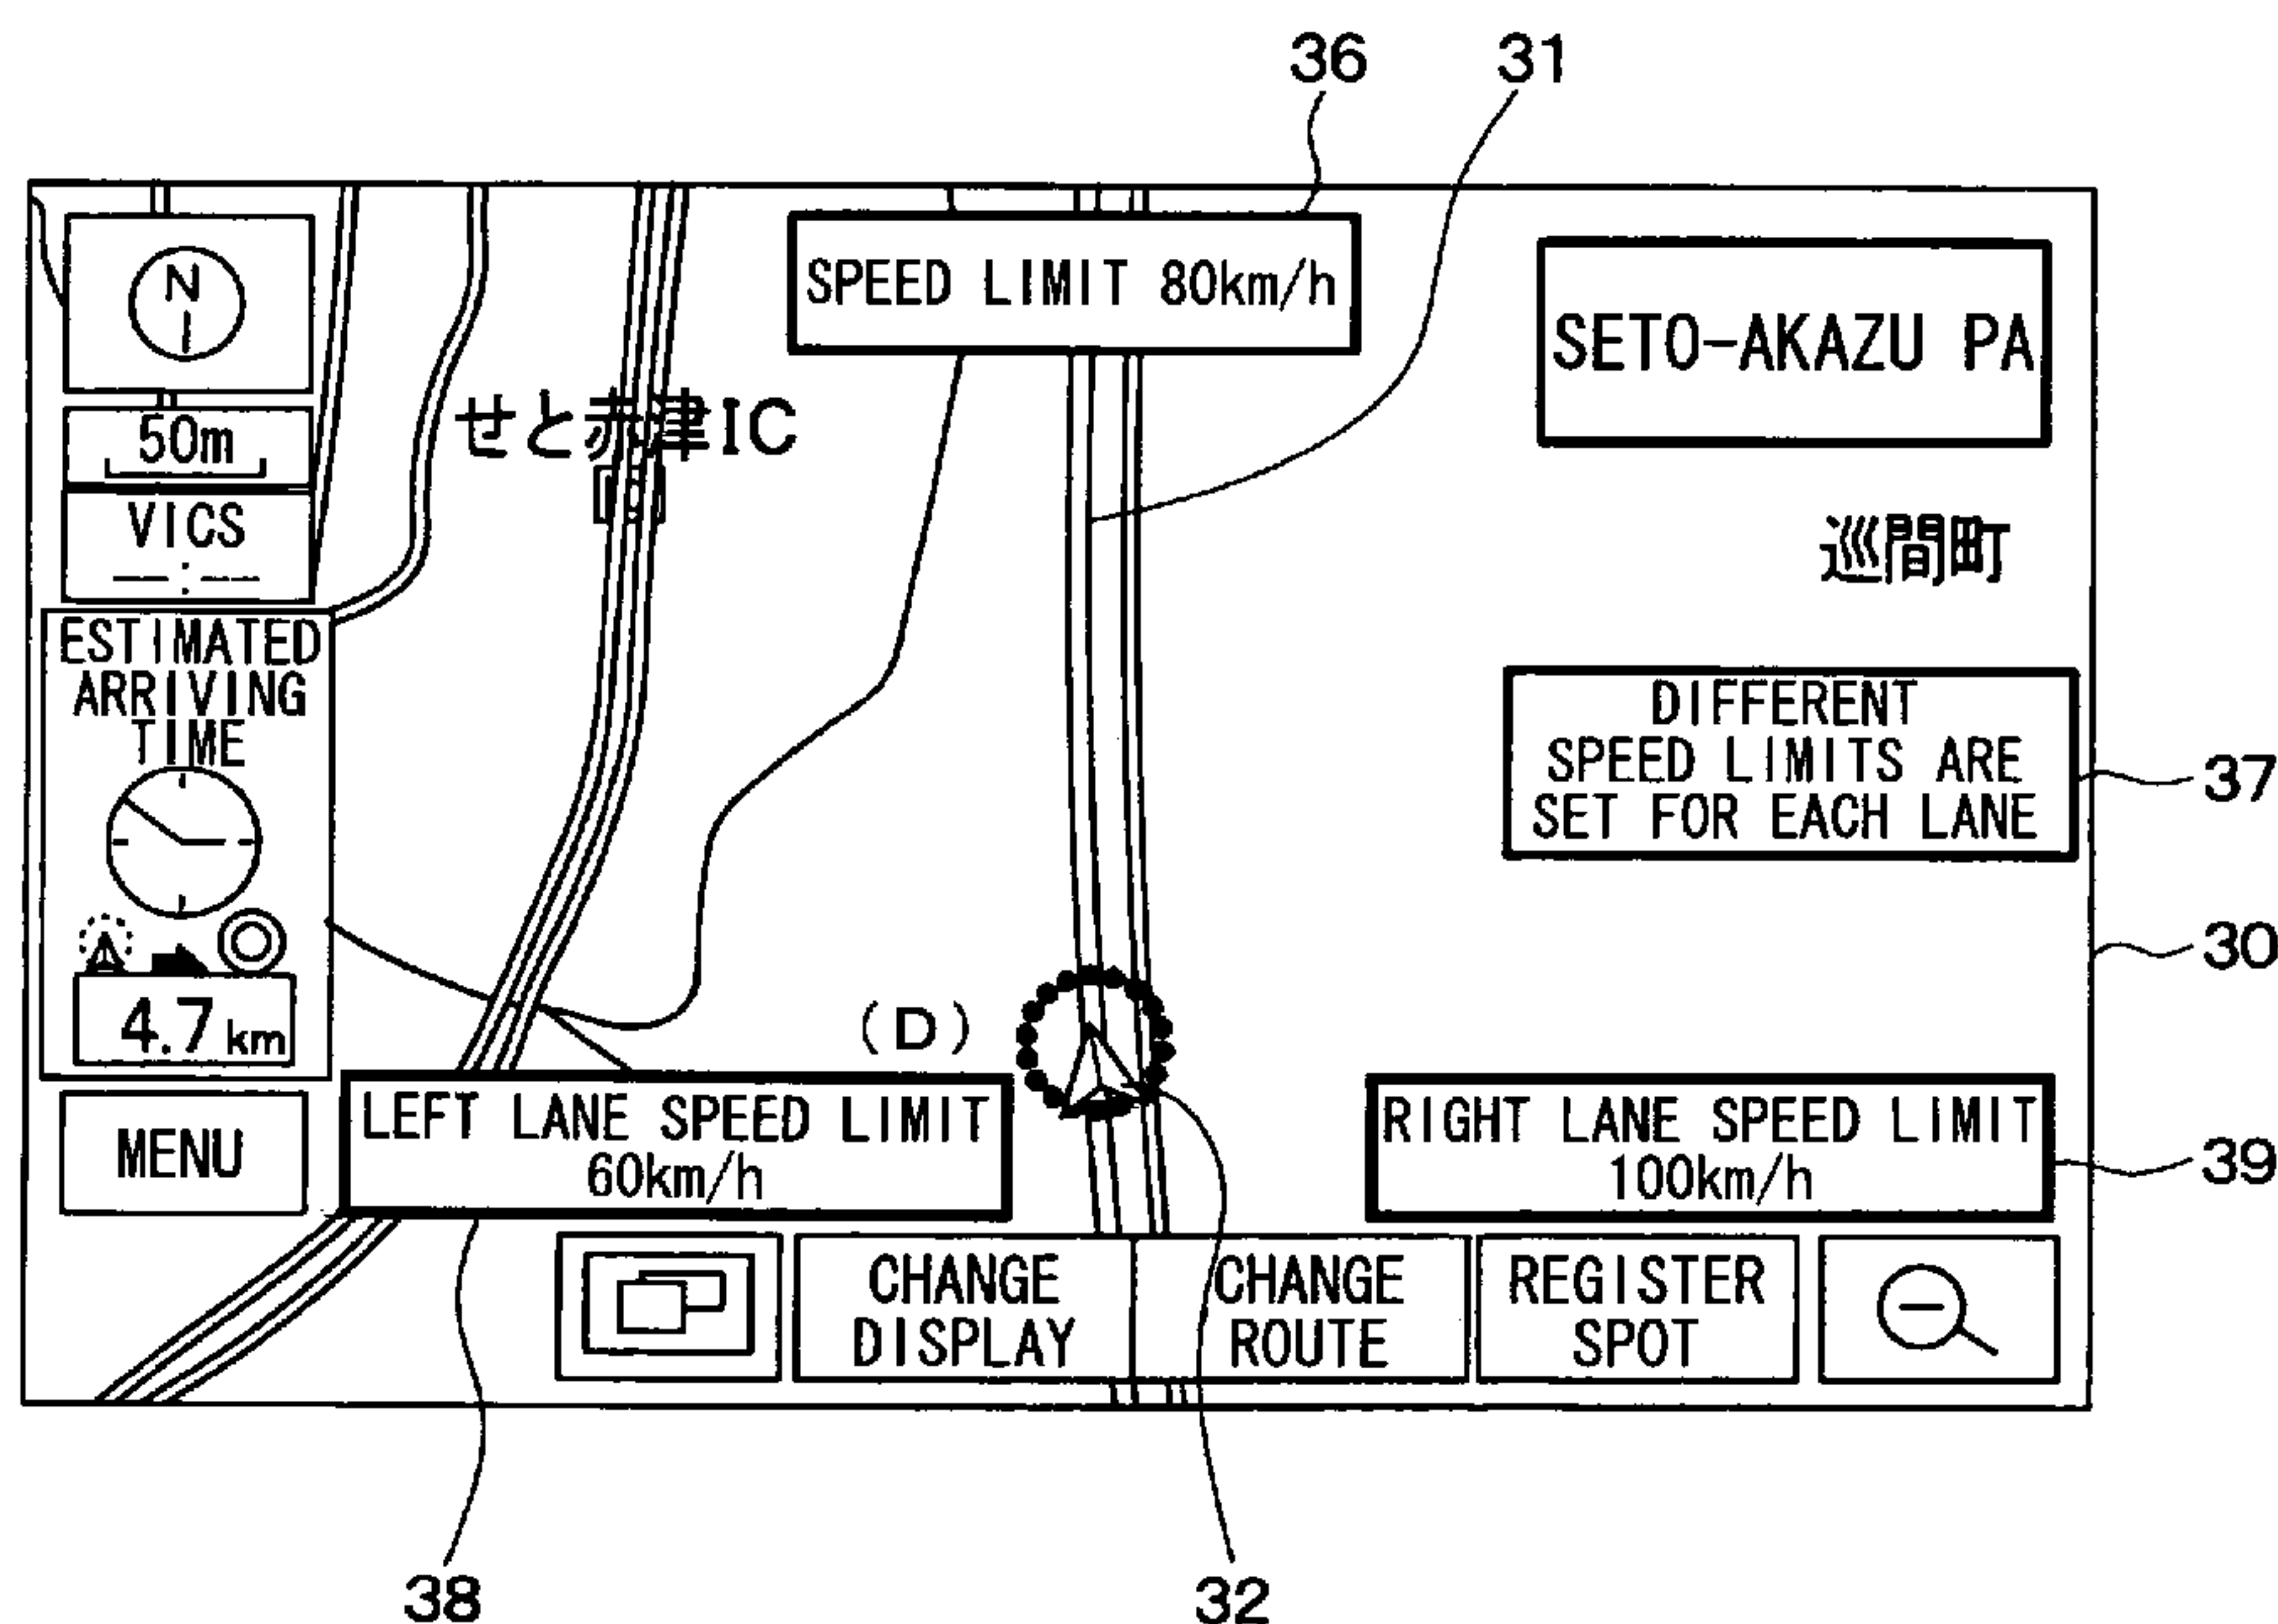 36
31
N
SPEED LIMIT 80km/h
SETO-AKAZU PA
50m
せと赤津IC
VICS
--:--
巡間町
ESTIMATED
ARRIVING
TIME
DIFFERENT
SPEED LIMITS ARE
SET FOR EACH LANE
37
30
4.7 km
(D)
LEFT LANE SPEED LIMIT
60km/h
RIGHT LANE SPEED LIMIT
100km/h
39
MENU
CHANGE
DISPLAY
CHANGE
ROUTE
REGISTER
SPOT
38
32